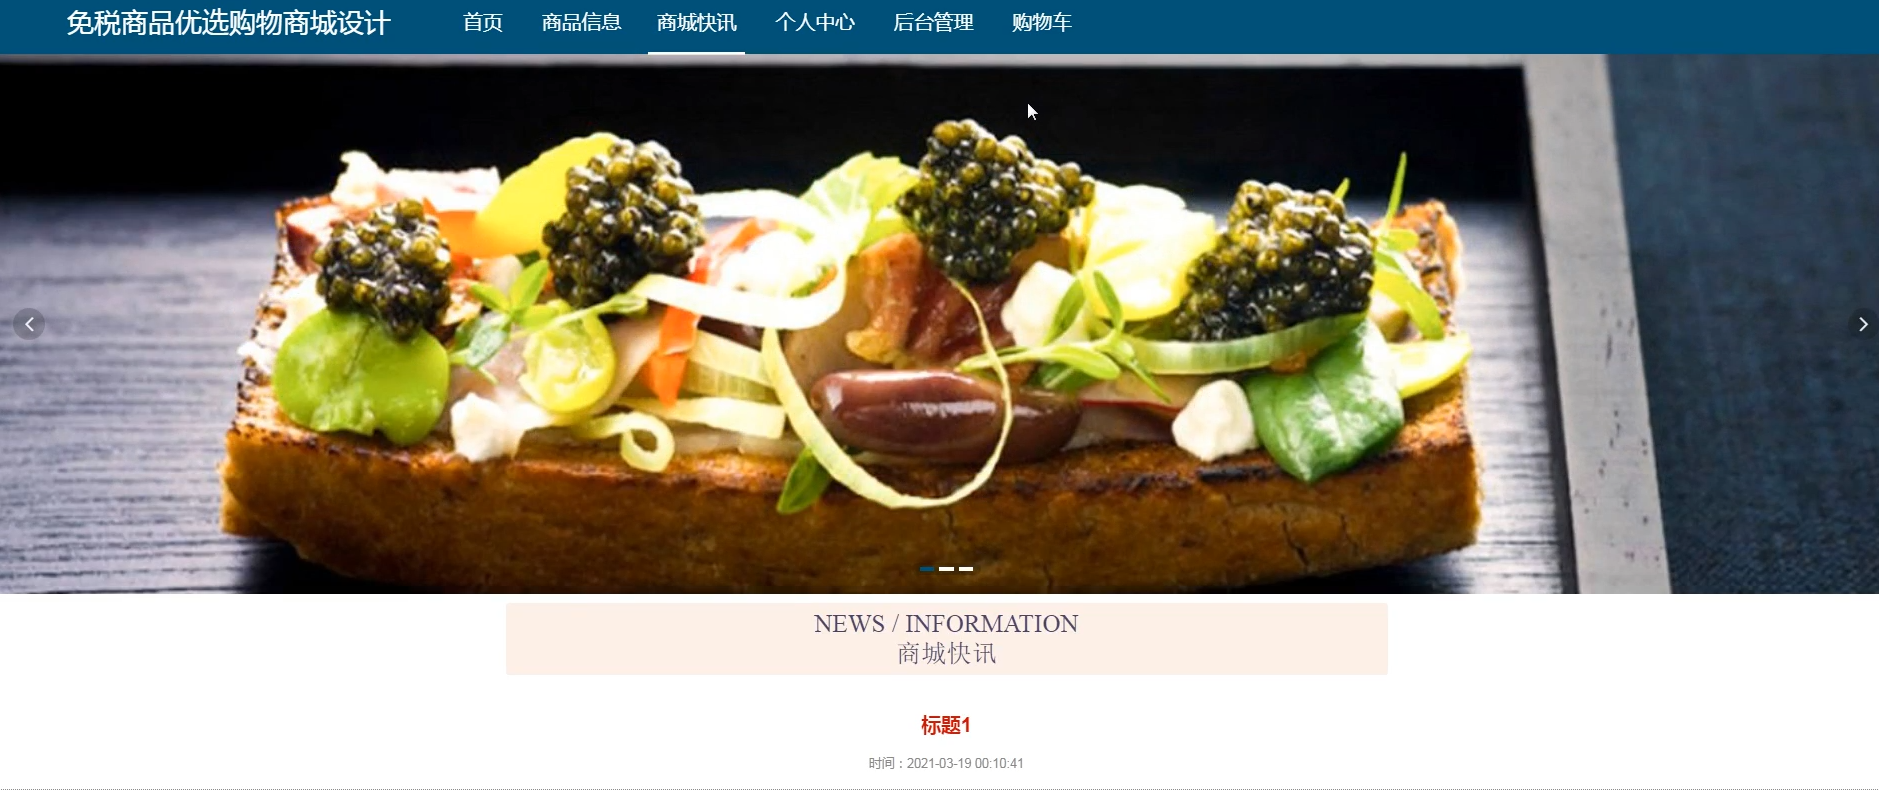 免税商品优选购物商城设计 首页 商品信息 商城快讯 个人中心 后台管理 购物车
NEWS / INFORMATION
商城快讯
标题1
时间：2021-03-19 00:10:41